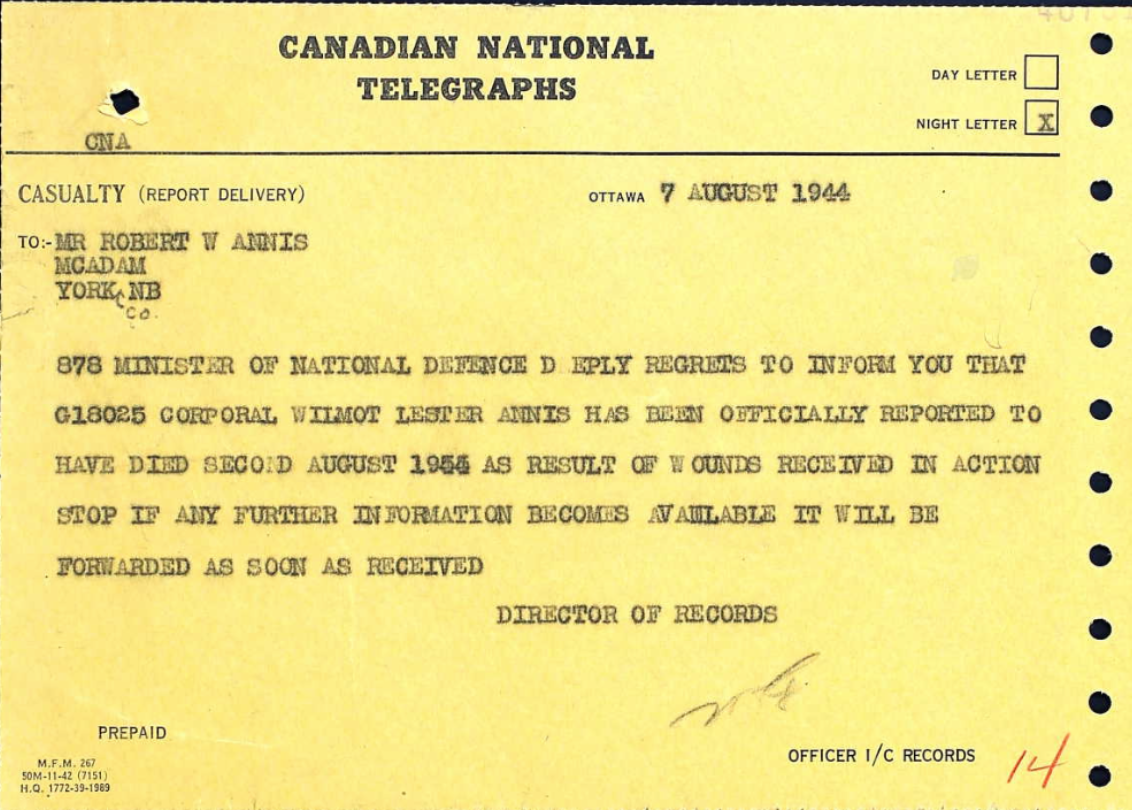 CANADIAN NATIONAL
TELEGRAPHS
DAY LETTER
NIGHT LETTER X
CNA
CASUALTY (REPORT DELIVERY)
OTTAWA 7 AUGUST 1944
TO:- MR ROBERT W ANNIS
MCADAM
YORK NB
Co.
878 MINISTER OF NATIONAL DEFENCE D EPLY REGRETS TO INFORM YOU THAT
G18025 CORPORAL WILMOT LESTER ANNIS HAS BEEN OFFICIALLY REPORTED TO
HAVE DIED SECOND AUGUST 1944 AS RESULT OF WOUNDS RECEIVED IN ACTION
STOP IF ANY FURTHER INFORMATION BECOMES AVAILABLE IT WILL BE
FORWARDED AS SOON AS RECEIVED
DIRECTOR OF RECORDS
PREPAID
OFFICER I/C RECORDS
14
M.F.M. 267
50M-11-42 (7151)
H.Q. 1772-39-1989